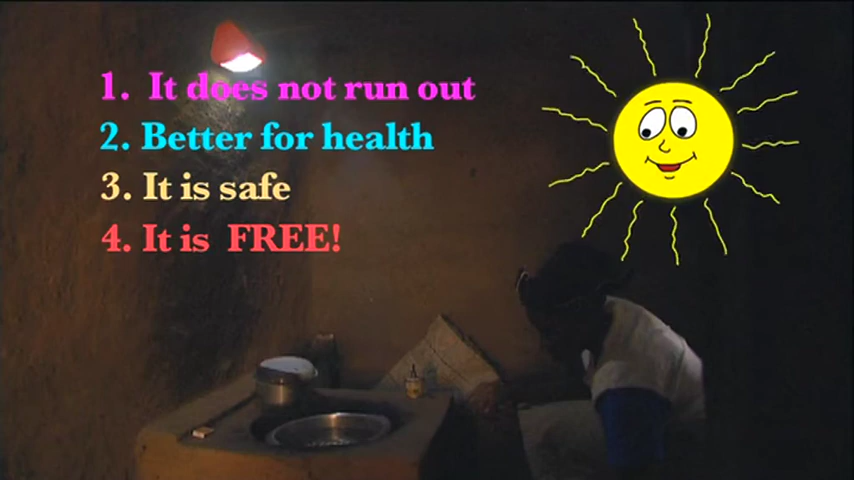 1. It does not run out
2. Better for health
3. It is safe
4. It is FREE!